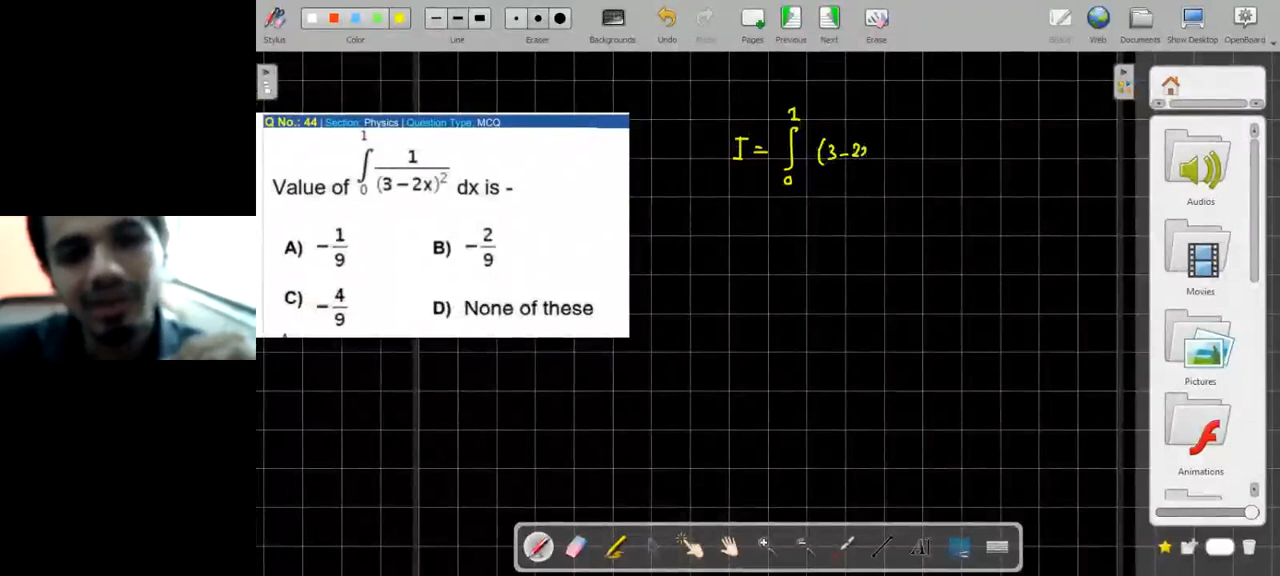 Stylus Color Line Eraser Backgrounds Undo Redo Pages Previous Next Erase Board Web Documents Show Desktop OpenBoard
Q No.: 44 | Section: Physics | Question Type, MCQ
Value of ∫₀¹ 1/(3 – 2x)² dx is -
A) –1/9 B) –2/9
C) –4/9 D) None of these
I = ∫₀¹ (3-2x
Audios
Movies
Pictures
Animations